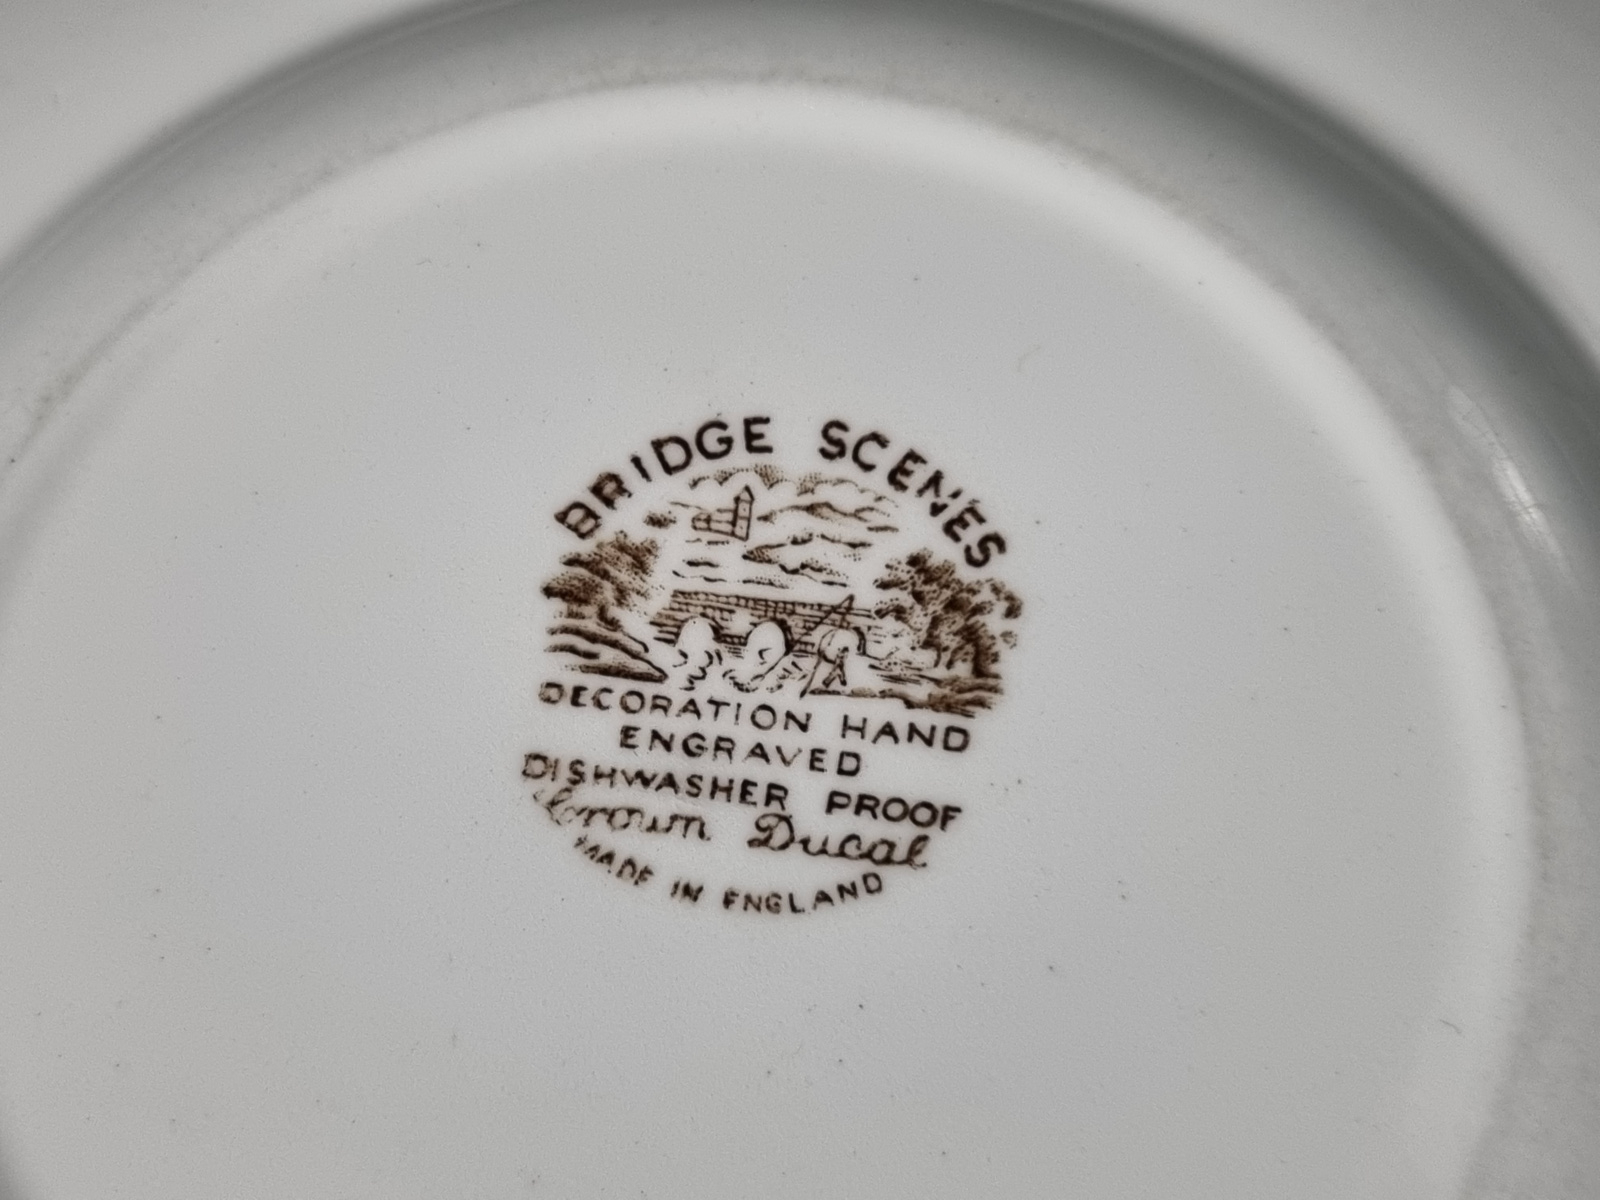 BRIDGE SCENES
DECORATION HAND
ENGRAVED
DISHWASHER PROOF
Crown Ducal
MADE IN ENGLAND